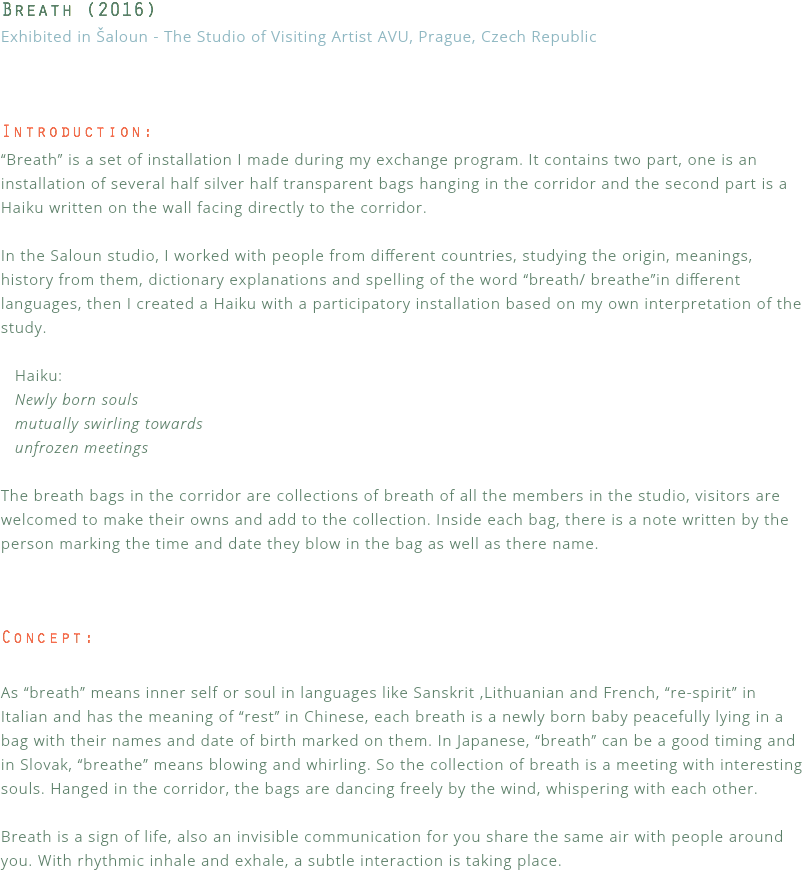 Breath (2016)
Exhibited in Šaloun - The Studio of Visiting Artist AVU, Prague, Czech Republic
Introduction:
“Breath” is a set of installation I made during my exchange program. It contains two part, one is an
installation of several half silver half transparent bags hanging in the corridor and the second part is a
Haiku written on the wall facing directly to the corridor.
In the Saloun studio, I worked with people from different countries, studying the origin, meanings,
history from them, dictionary explanations and spelling of the word “breath/ breathe”in different
languages, then I created a Haiku with a participatory installation based on my own interpretation of the
study.
Haiku:
Newly born souls
mutually swirling towards
unfrozen meetings
The breath bags in the corridor are collections of breath of all the members in the studio, visitors are
welcomed to make their owns and add to the collection. Inside each bag, there is a note written by the
person marking the time and date they blow in the bag as well as there name.
Concept:
As “breath” means inner self or soul in languages like Sanskrit ,Lithuanian and French, “re-spirit” in
Italian and has the meaning of “rest” in Chinese, each breath is a newly born baby peacefully lying in a
bag with their names and date of birth marked on them. In Japanese, “breath” can be a good timing and
in Slovak, “breathe” means blowing and whirling. So the collection of breath is a meeting with interesting
souls. Hanged in the corridor, the bags are dancing freely by the wind, whispering with each other.
Breath is a sign of life, also an invisible communication for you share the same air with people around
you. With rhythmic inhale and exhale, a subtle interaction is taking place.